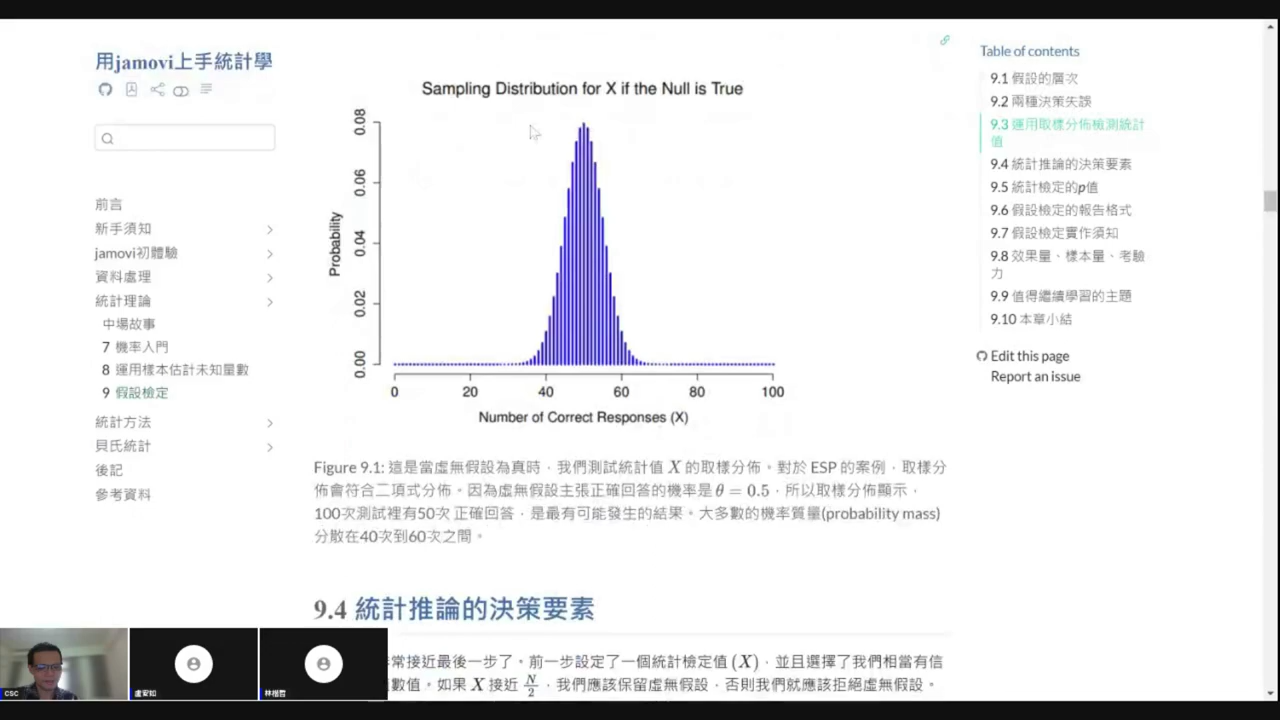 用jamovi上手統計學
前言
新手須知
jamovi初體驗
資料處理
統計理論
中場故事
7 機率入門
8 運用樣本估計未知量數
9 假設檢定
統計方法
貝氏統計
後記
參考資料
Sampling Distribution for X if the Null is True
Probability
0.00
0.02
0.04
0.06
0.08
0
20
40
60
80
100
Number of Correct Responses (X)
Figure 9.1: 這是當虛無假設為真時，我們測試統計值 X 的取樣分佈。對於 ESP 的案例，取樣分
佈會符合二項式分佈。因為虛無假設主張正確回答的機率是 θ = 0.5，所以取樣分佈顯示，
100次測試裡有50次 正確回答，是最有可能發生的結果。大多數的機率質量(probability mass)
分散在40次到60次之間。
9.4 統計推論的決策要素
常接近最後一步了。前一步設定了一個統計檢定值 (X)，並且選擇了我們相當有信
數值。如果 X 接近 N/2，我們應該保留虛無假設，否則我們就應該拒絕虛無假設。
Table of contents
9.1 假設的層次
9.2 兩種決策失誤
9.3 運用取樣分佈檢測統計
值
9.4 統計推論的決策要素
9.5 統計檢定的p值
9.6 假設檢定的報告格式
9.7 假設檢定實作須知
9.8 效果量、樣本量、考驗
力
9.9 值得繼續學習的主題
9.10 本章小結
Edit this page
Report an issue
CSC